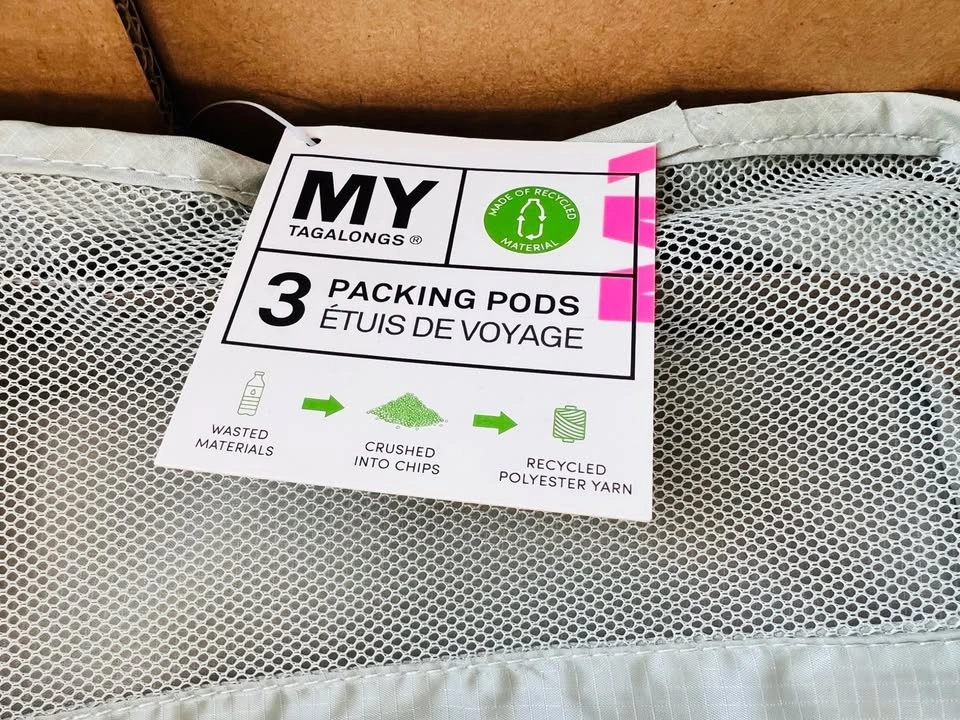 MY
TAGALONGS ®
MADE OF RECYCLED
MATERIAL
3 PACKING PODS
ÉTUIS DE VOYAGE
WASTED
MATERIALS
CRUSHED
INTO CHIPS
RECYCLED
POLYESTER YARN